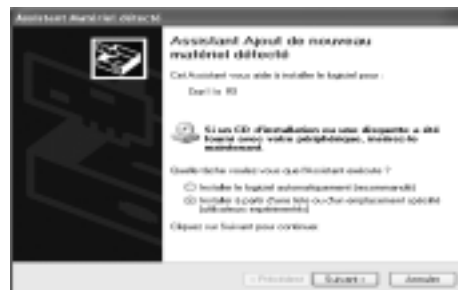 Assistant Matériel détecté
Assistant Ajout de nouveau
matériel détecté
Cet Assistant vous aide à installer le logiciel pour :
Si un CD d'installation ou une disquette a été
fourni avec votre périphérique, insérez-le
maintenant.
Quelle tâche voulez-vous que l'Assistant exécute ?
Installer le logiciel automatiquement (recommandé)
Installer à partir d'une liste ou d'un emplacement spécifié
(utilisateurs expérimentés)
Cliquez sur Suivant pour continuer.
< Précédent
Suivant >
Annuler